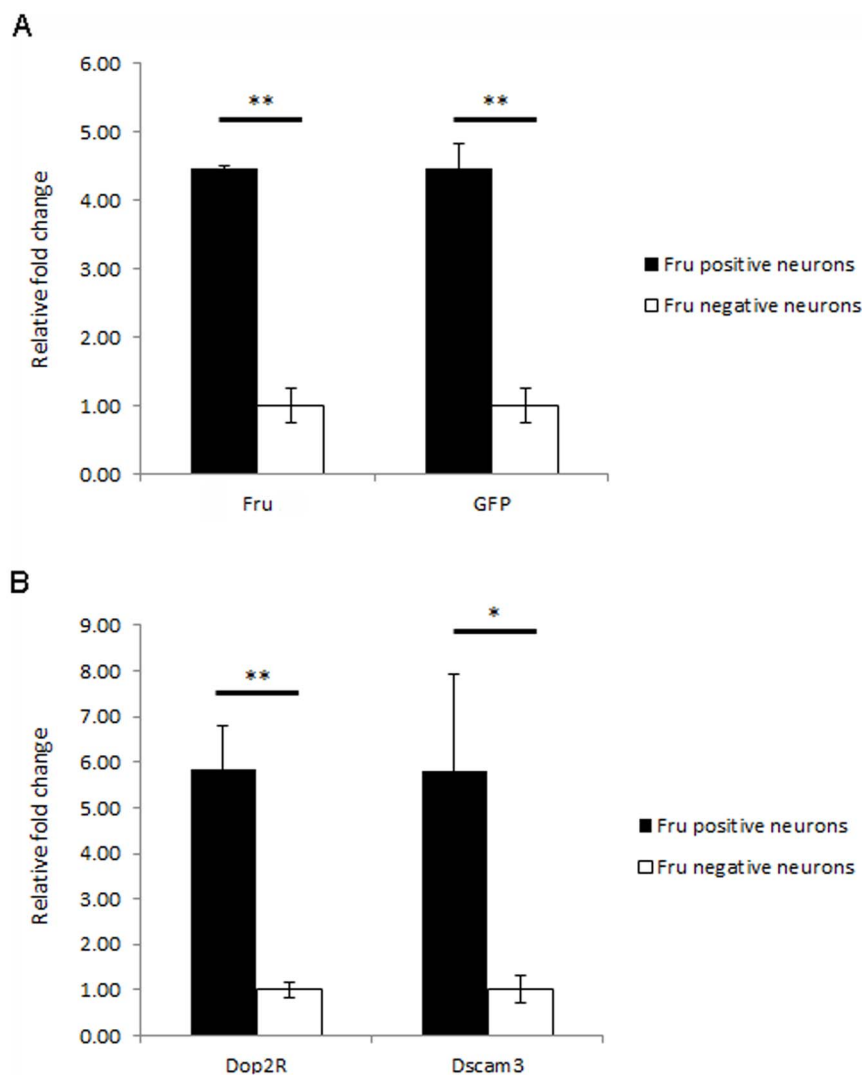 A
6.00
5.00
4.00
3.00
2.00
1.00
0.00
Relative fold change
** **
Fru GFP
Fru positive neurons
Fru negative neurons
B
9.00
8.00
7.00
6.00
5.00
4.00
3.00
2.00
1.00
0.00
Relative fold change
** *
Dop2R Dscam3
Fru positive neurons
Fru negative neurons